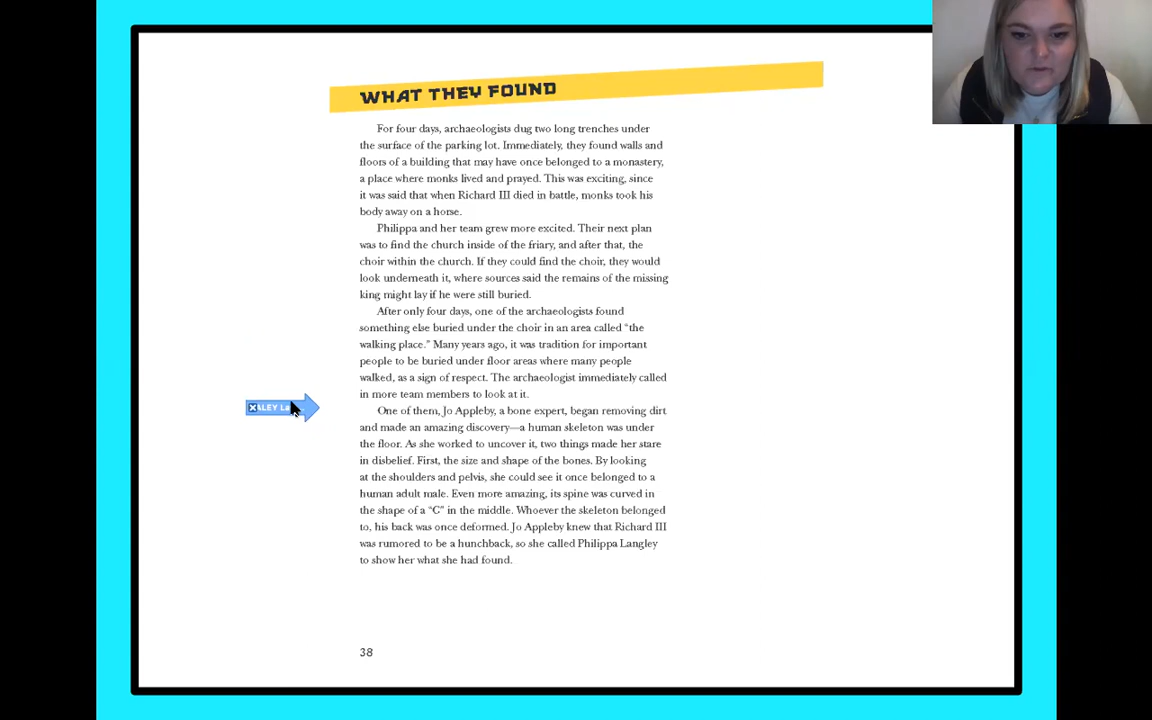 WHAT THEY FOUND
For four days, archaeologists dug two long trenches under
the surface of the parking lot. Immediately, they found walls and
floors of a building that may have once belonged to a monastery,
a place where monks lived and prayed. This was exciting, since
it was said that when Richard III died in battle, monks took his
body away on a horse.
Philippa and her team grew more excited. Their next plan
was to find the church inside of the friary, and after that, the
choir within the church. If they could find the choir, they would
look underneath it, where sources said the remains of the missing
king might lay if he were still buried.
After only four days, one of the archaeologists found
something else buried under the choir in an area called “the
walking place.” Many years ago, it was tradition for important
people to be buried under floor areas where many people
walked, as a sign of respect. The archaeologist immediately called
in more team members to look at it.
One of them, Jo Appleby, a bone expert, began removing dirt
and made an amazing discovery—a human skeleton was under
the floor. As she worked to uncover it, two things made her stare
in disbelief. First, the size and shape of the bones. By looking
at the shoulders and pelvis, she could see it once belonged to a
human adult male. Even more amazing, its spine was curved in
the shape of a “C” in the middle. Whoever the skeleton belonged
to, his back was once deformed. Jo Appleby knew that Richard III
was rumored to be a hunchback, so she called Philippa Langley
to show her what she had found.
38